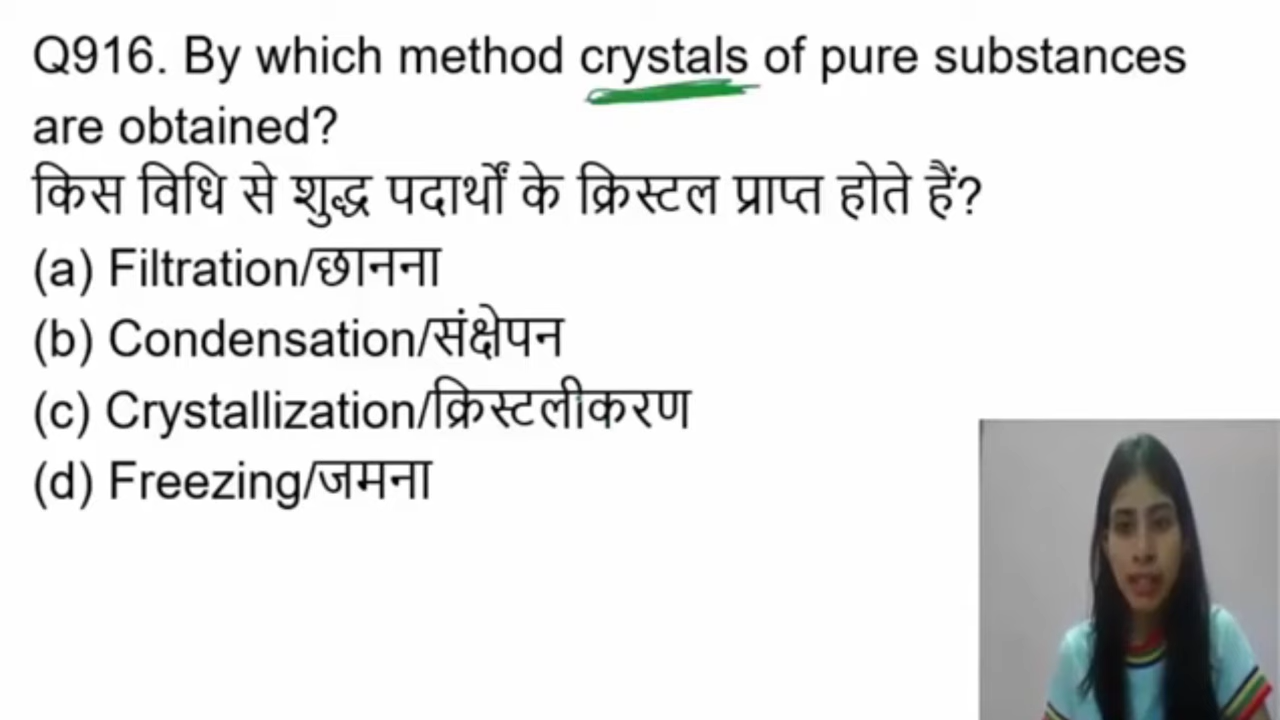 Q916. By which method crystals of pure substances
are obtained?
किस विधि से शुद्ध पदार्थों के क्रिस्टल प्राप्त होते हैं?
(a) Filtration/छानना
(b) Condensation/संक्षेपन
(c) Crystallization/क्रिस्टलीकरण
(d) Freezing/जमना